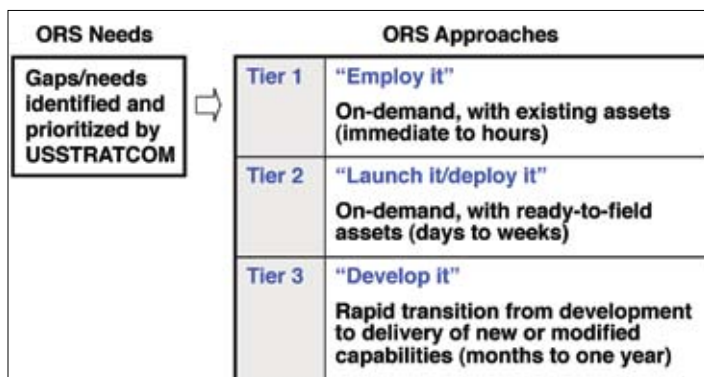 ORS Needs
Gaps/needs
identified and
prioritized by
USSTRATCOM
ORS Approaches
Tier 1
“Employ it”
On-demand, with existing assets
(immediate to hours)
Tier 2
“Launch it/deploy it”
On-demand, with ready-to-field
assets (days to weeks)
Tier 3
“Develop it”
Rapid transition from development
to delivery of new or modified
capabilities (months to one year)